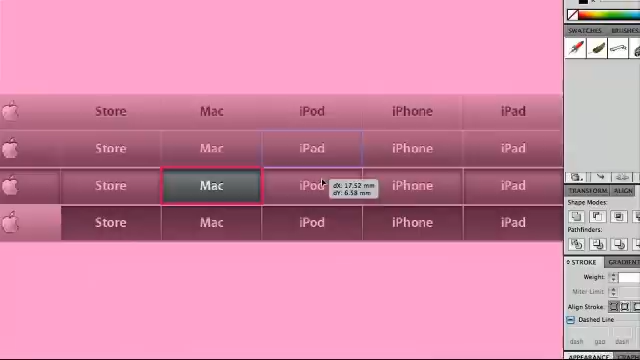 SWATCHES BRUSHES
Store Mac iPod iPhone iPad
Store Mac iPod iPhone iPad
Store Mac iPod iPhone iPad
dX: 17.52 mm
dY: 6.58 mm
Store Mac iPod iPhone iPad
TRANSFORM ALIGN
Shape Modes:
Pathfinders:
STROKE GRADIENT
Weight:
Miter Limit:
Align Stroke:
Dashed Line
dash gap dash
APPEARANCE